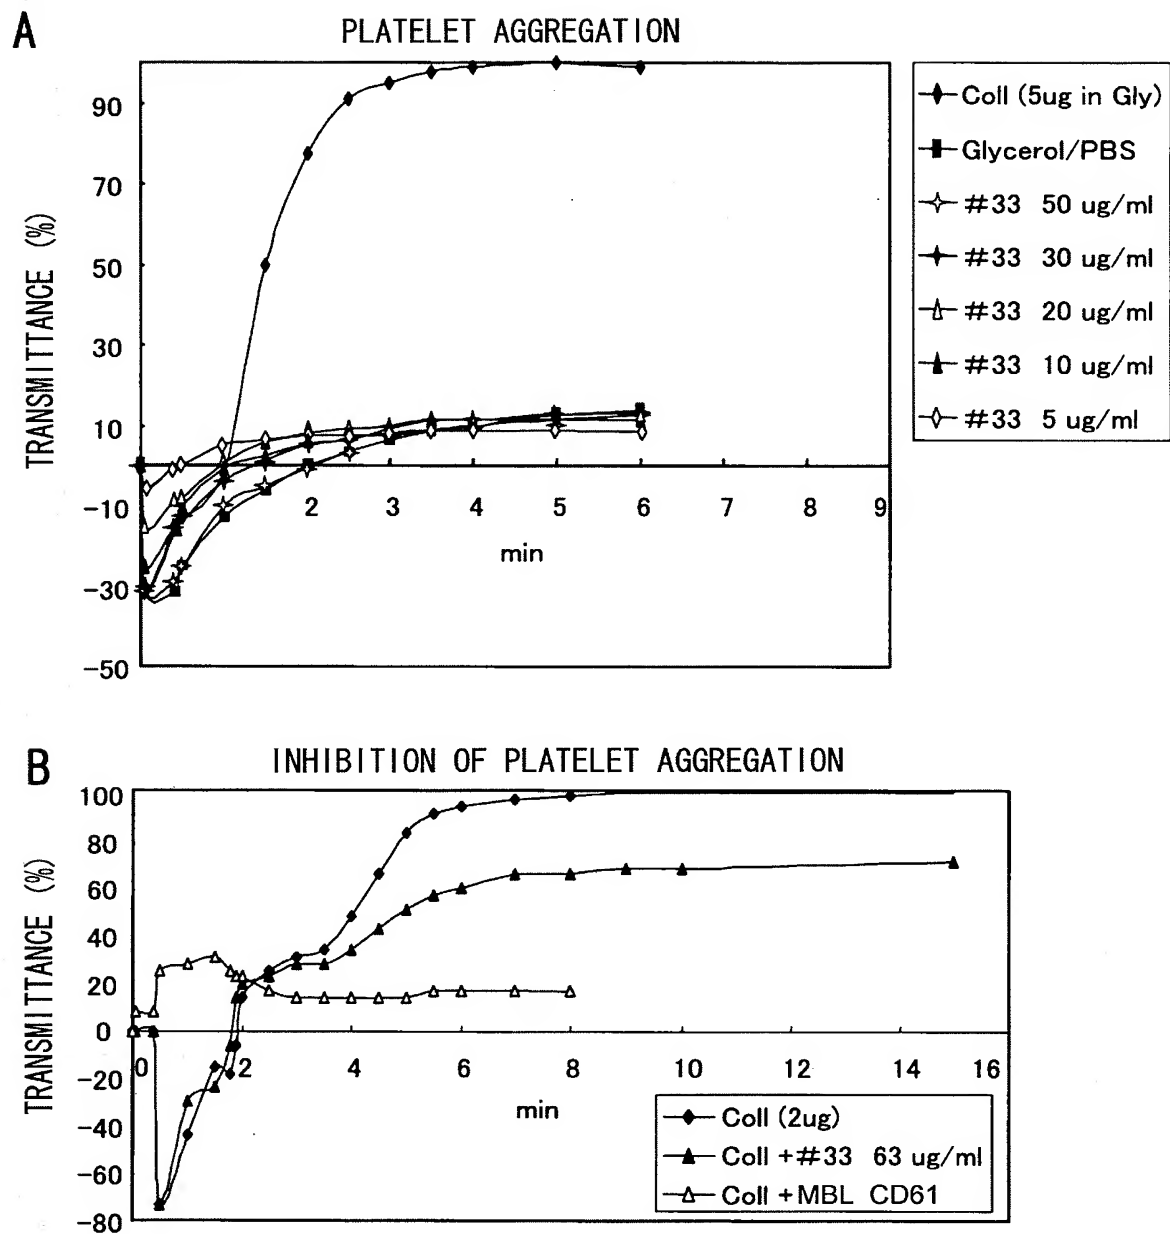 A
PLATELET AGGREGATION
TRANSMITTANCE (%)
90
70
50
30
10
-10
-30
-50
2
3
4
5
6
7
8
9
min
Coll (5ug in Gly)
Glycerol/PBS
#33 50 ug/ml
#33 30 ug/ml
#33 20 ug/ml
#33 10 ug/ml
#33 5 ug/ml
B
INHIBITION OF PLATELET AGGREGATION
TRANSMITTANCE (%)
100
80
60
40
20
0
-20
-40
-60
-80
0
2
4
6
8
10
12
14
16
min
Coll (2ug)
Coll +#33 63 ug/ml
Coll +MBL CD61